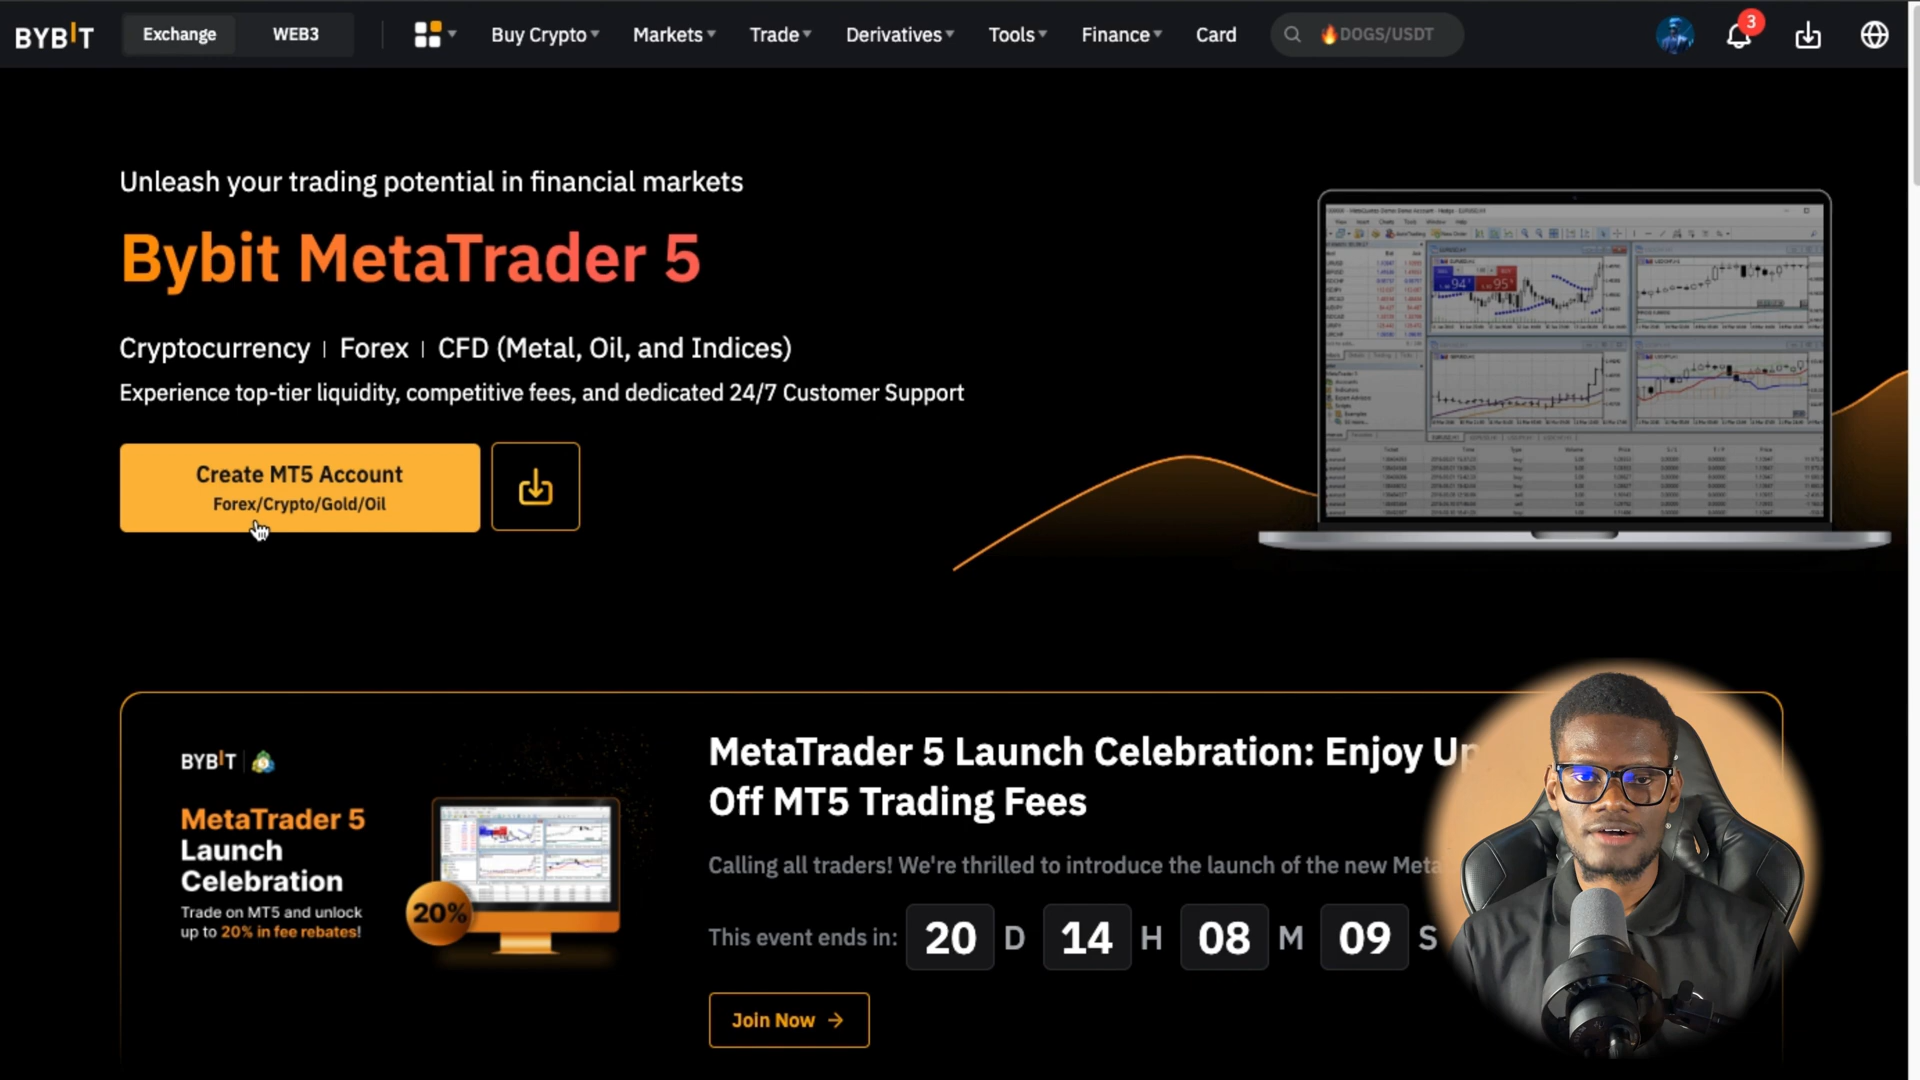 BYBIT
Exchange
WEB3
Buy Crypto
Markets
Trade
Derivatives
Tools
Finance
Card
DOGS/USDT
3
Unleash your trading potential in financial markets
Bybit MetaTrader 5
Cryptocurrency | Forex | CFD (Metal, Oil, and Indices)
Experience top-tier liquidity, competitive fees, and dedicated 24/7 Customer Support
Create MT5 Account
Forex/Crypto/Gold/Oil
BYBIT
MetaTrader 5
Launch
Celebration
Trade on MT5 and unlock
up to 20% in fee rebates!
20%
MetaTrader 5 Launch Celebration: Enjoy Up
Off MT5 Trading Fees
Calling all traders! We're thrilled to introduce the launch of the new Meta
This event ends in: 20 D 14 H 08 M 09 S
Join Now →